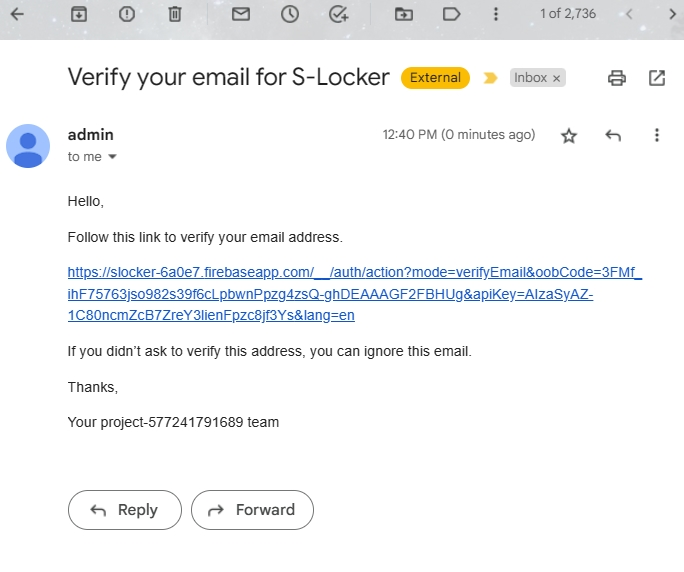 1 of 2,736
Verify your email for S-Locker External Inbox ×
admin 12:40 PM (0 minutes ago)
to me
Hello,
Follow this link to verify your email address.
https://slocker-6a0e7.firebaseapp.com/__/auth/action?mode=verifyEmail&oobCode=3FMf_
ihF75763jso982s39f6cLpbwnPpzg4zsQ-ghDEAAAGF2FBHUg&apiKey=AIzaSyAZ-
1C80ncmZcB7ZreY3lienFpzc8jf3Ys&lang=en
If you didn’t ask to verify this address, you can ignore this email.
Thanks,
Your project-577241791689 team
Reply Forward